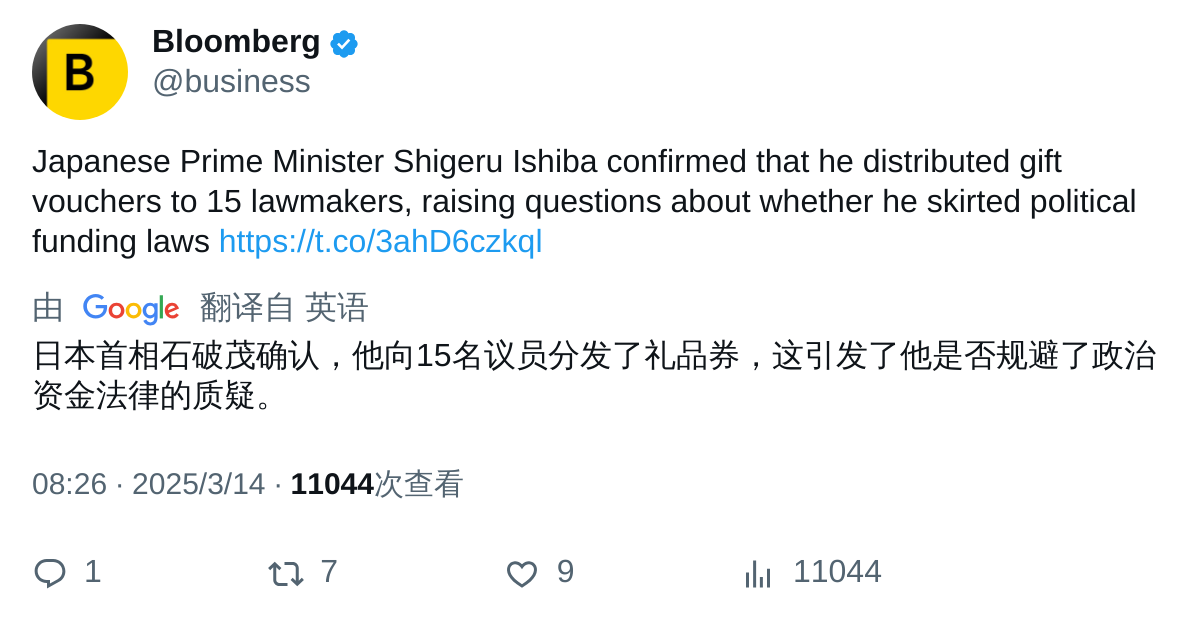 B
Bloomberg
@business
Japanese Prime Minister Shigeru Ishiba confirmed that he distributed gift
vouchers to 15 lawmakers, raising questions about whether he skirted political
funding laws https://t.co/3ahD6czkql
由 Google 翻译自 英语
日本首相石破茂确认，他向15名议员分发了礼品券，这引发了他是否规避了政治
资金法律的质疑。
08:26 · 2025/3/14 · 11044次查看
1 7 9 11044